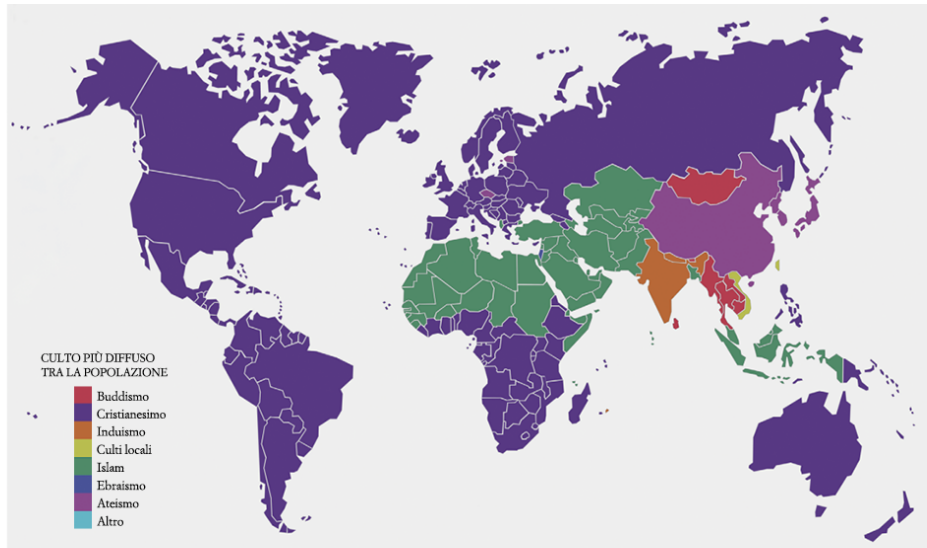 CULTO PIÙ DIFFUSO
TRA LA POPOLAZIONE
Buddismo
Cristianesimo
Induismo
Culti locali
Islam
Ebraismo
Ateismo
Altro